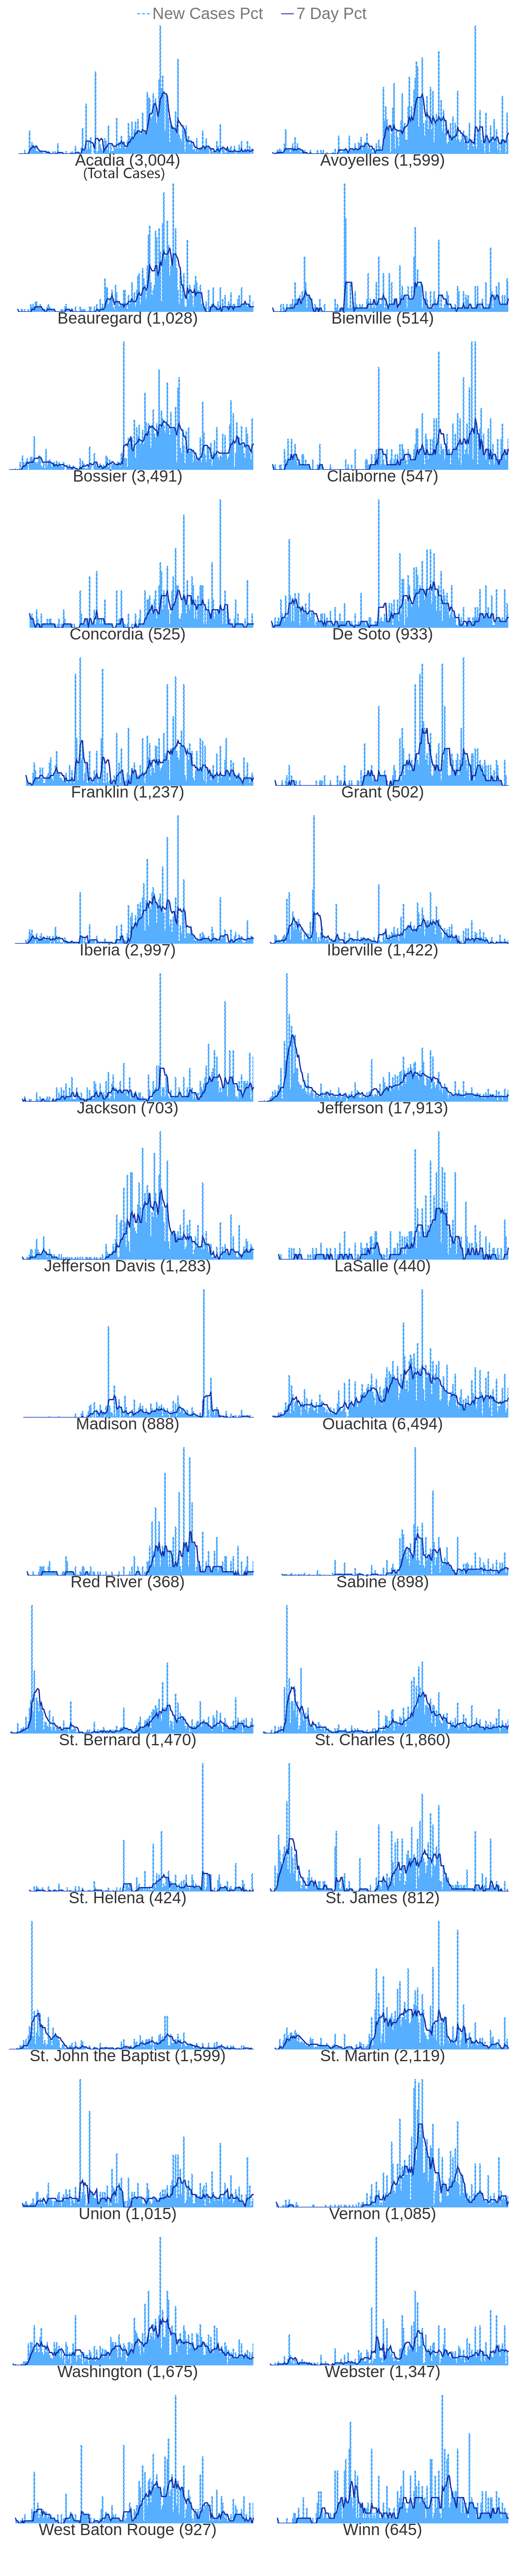 New Cases Pct 7 Day Pct
Acadia (3,004) Avoyelles (1,599)
(Total Cases)
Beauregard (1,028) Bienville (514)
Bossier (3,491) Claiborne (547)
Concordia (525) De Soto (933)
Franklin (1,237) Grant (502)
Iberia (2,997) Iberville (1,422)
Jackson (703) Jefferson (17,913)
Jefferson Davis (1,283) LaSalle (440)
Madison (888) Ouachita (6,494)
Red River (368) Sabine (898)
St. Bernard (1,470) St. Charles (1,860)
St. Helena (424) St. James (812)
St. John the Baptist (1,599) St. Martin (2,119)
Union (1,015) Vernon (1,085)
Washington (1,675) Webster (1,347)
West Baton Rouge (927) Winn (645)